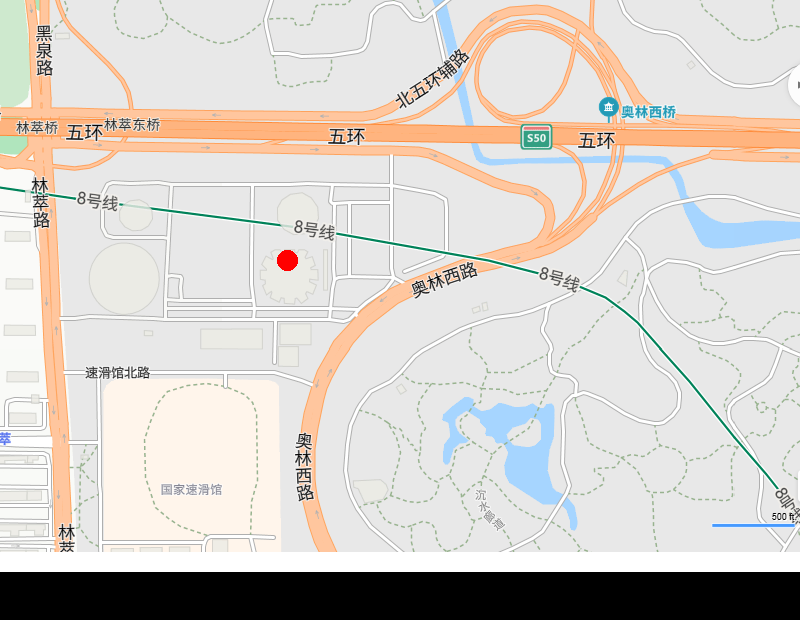 黑泉路
北五环辅路
奥林西桥
林萃桥
五环
林萃东桥
五环
S50
五环
林萃路
8号线
8号线
8号线
奥林西路
速滑馆北路
萃
奥林西路
国家速滑馆
林萃
8号
500 ft